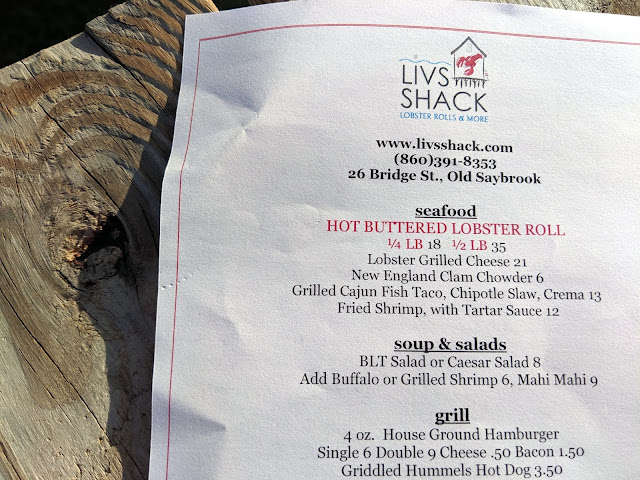 LIVS
SHACK
LOBSTER ROLLS & MORE
www.livsshack.com
(860)391-8353
26 Bridge St., Old Saybrook
seafood
HOT BUTTERED LOBSTER ROLL
¼ LB 18 ½ LB 35
Lobster Grilled Cheese 21
New England Clam Chowder 6
Grilled Cajun Fish Taco, Chipotle Slaw, Crema 13
Fried Shrimp, with Tartar Sauce 12
soup & salads
BLT Salad or Caesar Salad 8
Add Buffalo or Grilled Shrimp 6, Mahi Mahi 9
grill
4 oz. House Ground Hamburger
Single 6 Double 9 Cheese .50 Bacon 1.50
Griddled Hummels Hot Dog 3.50